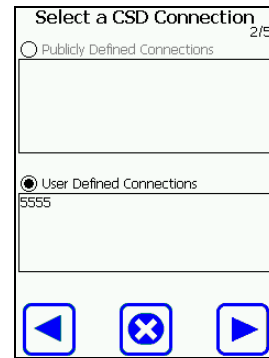 Select a CSD Connection
2/5
Publicly Defined Connections
User Defined Connections
5555